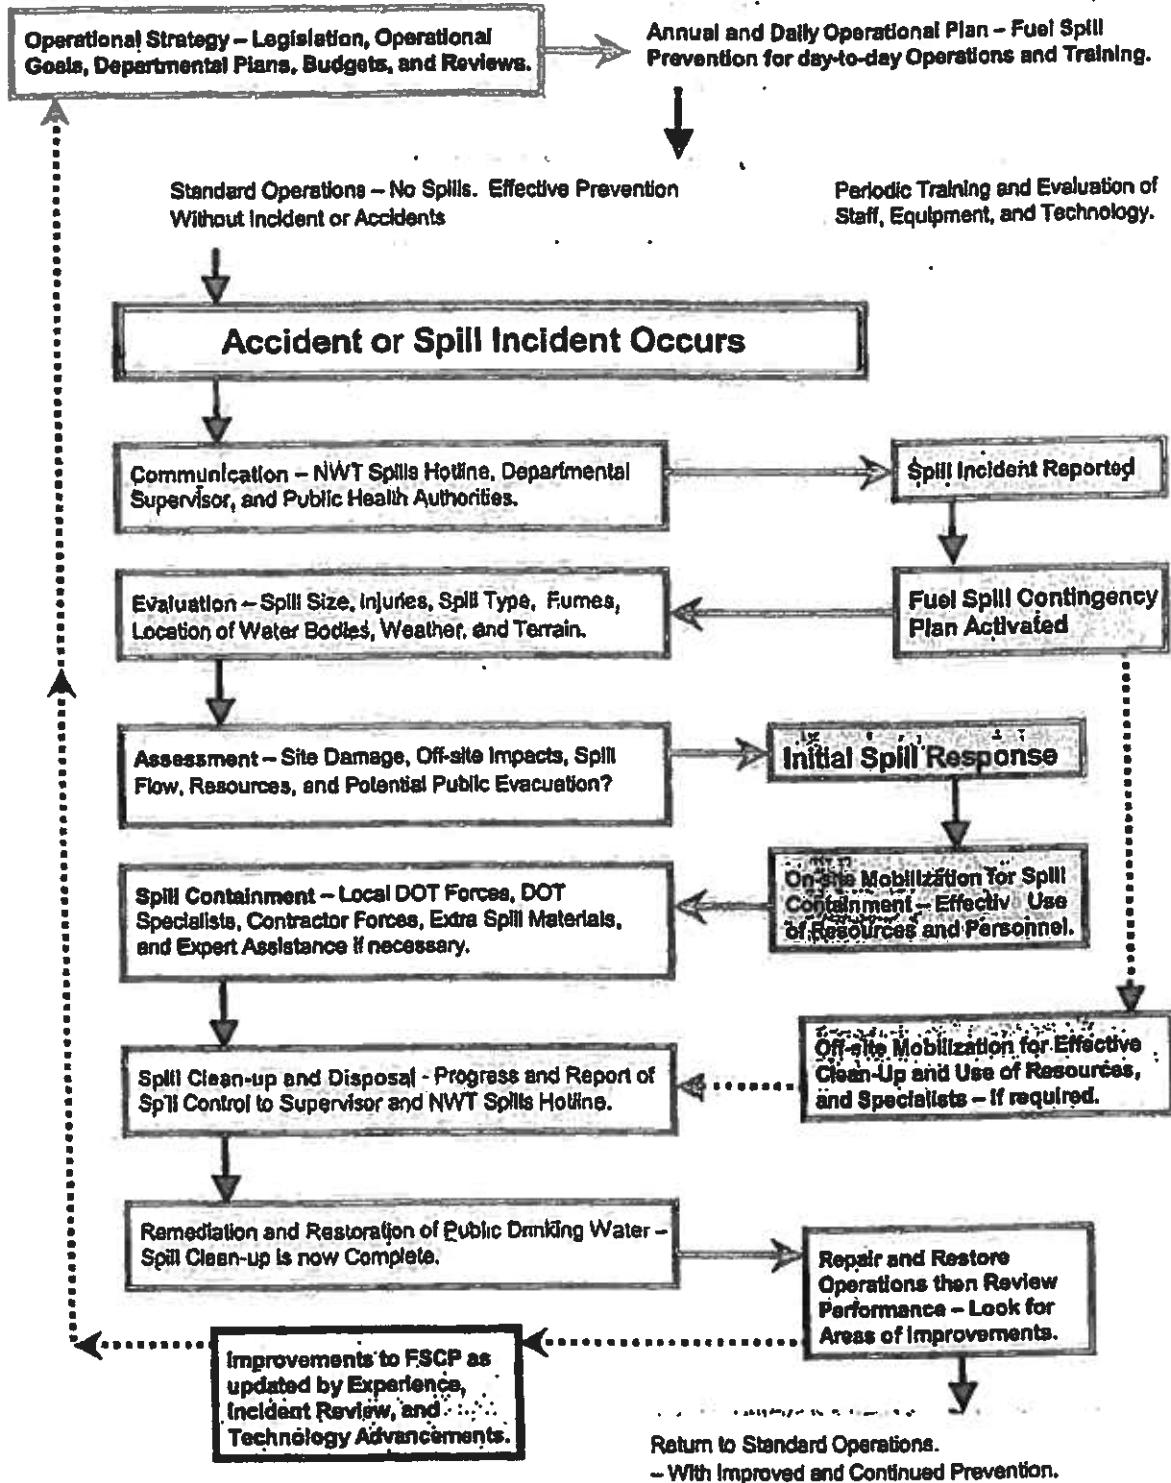 Operational Strategy – Legislation, Operational
Goals, Departmental Plans, Budgets, and Reviews.
Annual and Daily Operational Plan – Fuel Spill
Prevention for day-to-day Operations and Training.
Standard Operations – No Spills. Effective Prevention
Without Incident or Accidents
Periodic Training and Evaluation of
Staff, Equipment, and Technology.
Accident or Spill Incident Occurs
Communication – NWT Spills Hotline, Departmental
Supervisor, and Public Health Authorities.
Spill Incident Reported
Evaluation – Spill Size, Injuries, Spill Type, Fumes,
Location of Water Bodies, Weather, and Terrain.
Fuel Spill Contingency
Plan Activated
Assessment – Site Damage, Off-site Impacts, Spill
Flow, Resources, and Potential Public Evacuation?
Initial Spill Response
Spill Containment – Local DOT Forces, DOT
Specialists, Contractor Forces, Extra Spill Materials,
and Expert Assistance if necessary.
On-site Mobilization for Spill
Containment – Effectiv Use
of Resources and Personnel.
Spill Clean-up and Disposal - Progress and Report of
Spill Control to Supervisor and NWT Spills Hotline.
Off-site Mobilization for Effective
Clean-Up and Use of Resources,
and Specialists – if required.
Remediation and Restoration of Public Drinking Water –
Spill Clean-up is now Complete.
Repair and Restore
Operations then Review
Performance – Look for
Areas of Improvements.
Improvements to FSCP as
updated by Experience,
Incident Review, and
Technology Advancements.
Return to Standard Operations.
– With Improved and Continued Prevention.